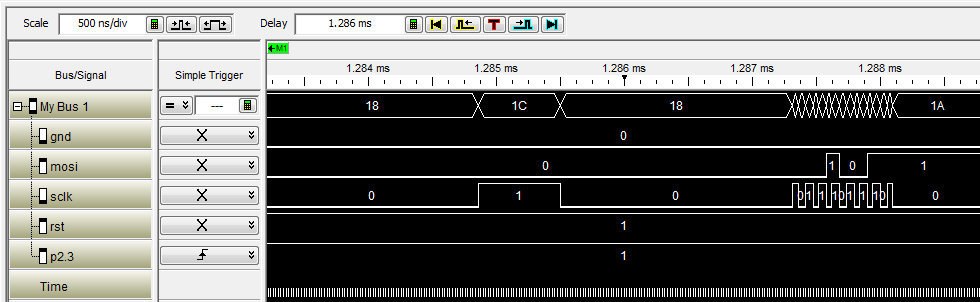 Scale 500 ns/div Delay 1.286 ms T
M1
Bus/Signal Simple Trigger 1.284 ms 1.285 ms 1.286 ms 1.287 ms 1.288 ms
My Bus 1 = --- 18 1C 18 1A
gnd X 0
mosi X 0 1 0 1
sclk X 0 1 0 0 1 1 1 0 1 1 1 0 0
rst X 1
p2.3 1
Time